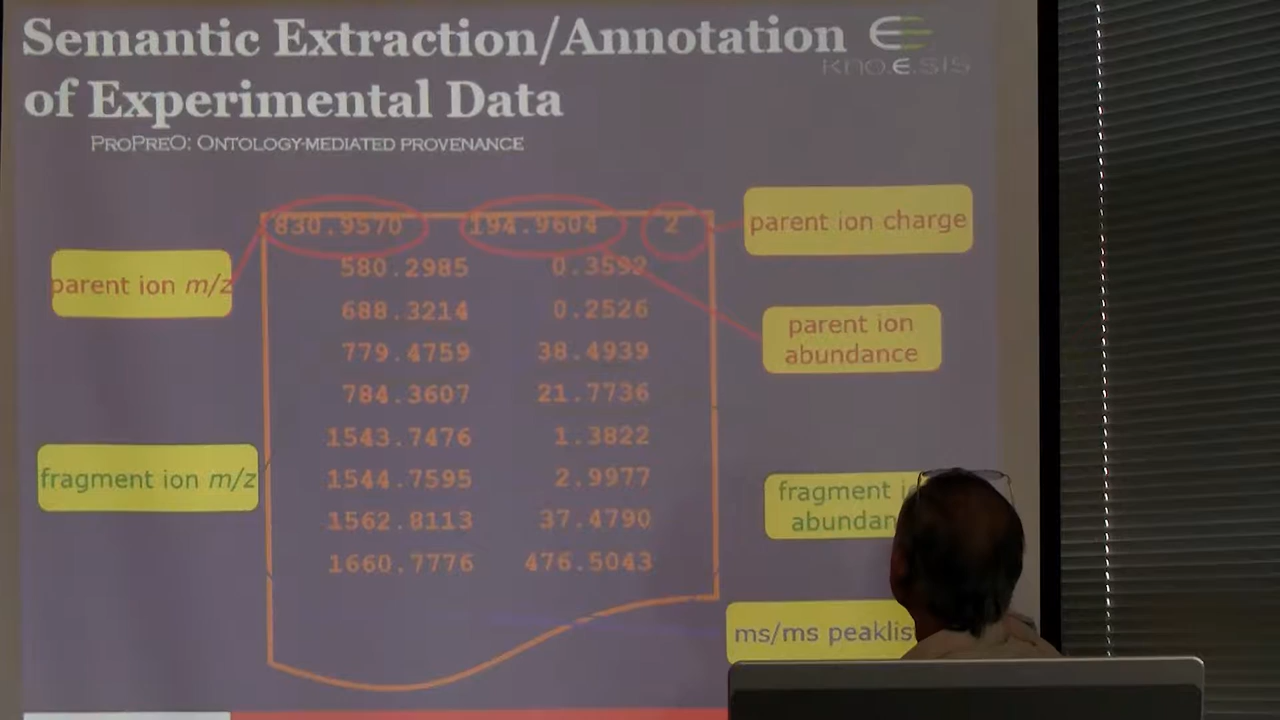 Semantic Extraction/Annotation
of Experimental Data
kno.e.sis
ProPreO: Ontology-mediated provenance
830.9570 194.9604 2
580.2985 0.3592
688.3214 0.2526
779.4759 38.4939
784.3607 21.7736
1543.7476 1.3822
1544.7595 2.9977
1562.8113 37.4790
1660.7776 476.5043
parent ion m/z
fragment ion m/z
parent ion charge
parent ion
abundance
fragment
abundan
ms/ms peaklis